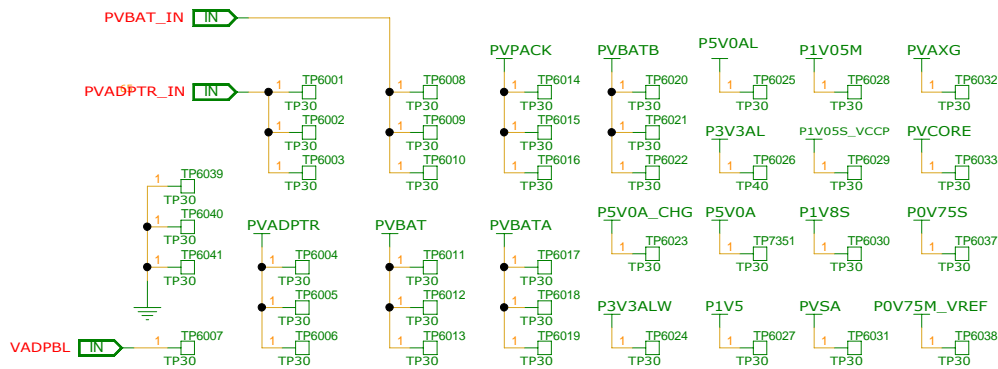 PVBAT_IN IN
PVPACK PVBATB P5V0AL P1V05M PVAXG
PVADPTR_IN IN
1 TP6001 TP30
1 TP6008 TP30
1 TP6014 TP30
1 TP6020 TP30
1 TP6025 TP30
1 TP6028 TP30
1 TP6032 TP30
1 TP6002 TP30
1 TP6009 TP30
1 TP6015 TP30
1 TP6021 TP30
P3V3AL P1V05S_VCCP PVCORE
1 TP6003 TP30
1 TP6010 TP30
1 TP6016 TP30
1 TP6022 TP30
1 TP6026 TP40
1 TP6029 TP30
1 TP6033 TP30
1 TP6039 TP30
1 TP6040 TP30
1 TP6041 TP30
PVADPTR PVBAT PVBATA P5V0A_CHG P5V0A P1V8S P0V75S
1 TP6004 TP30
1 TP6011 TP30
1 TP6017 TP30
1 TP6023 TP30
1 TP7351 TP30
1 TP6030 TP30
1 TP6037 TP30
1 TP6005 TP30
1 TP6012 TP30
1 TP6018 TP30
P3V3ALW P1V5 PVSA P0V75M_VREF
VADPBL IN
1 TP6007 TP30
1 TP6006 TP30
1 TP6013 TP30
1 TP6019 TP30
1 TP6024 TP30
1 TP6027 TP30
1 TP6031 TP30
1 TP6038 TP30